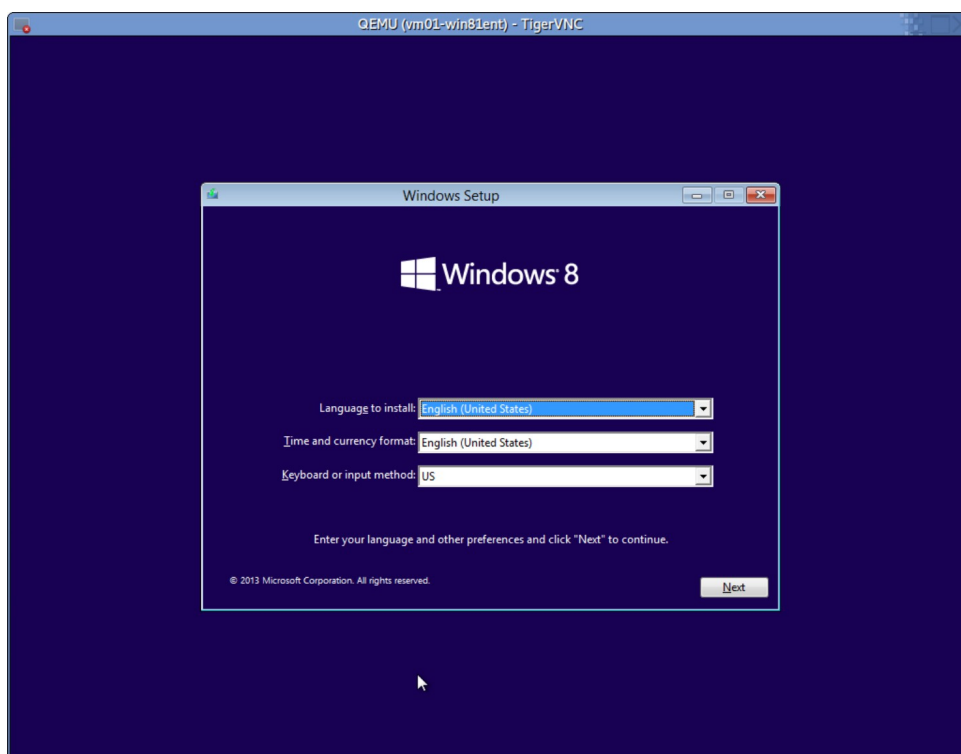 QEMU (vm01-win81ent) - TigerVNC
Windows Setup
Windows 8
Language to install: English (United States)
Time and currency format: English (United States)
Keyboard or input method: US
Enter your language and other preferences and click "Next" to continue.
© 2013 Microsoft Corporation. All rights reserved.
Next